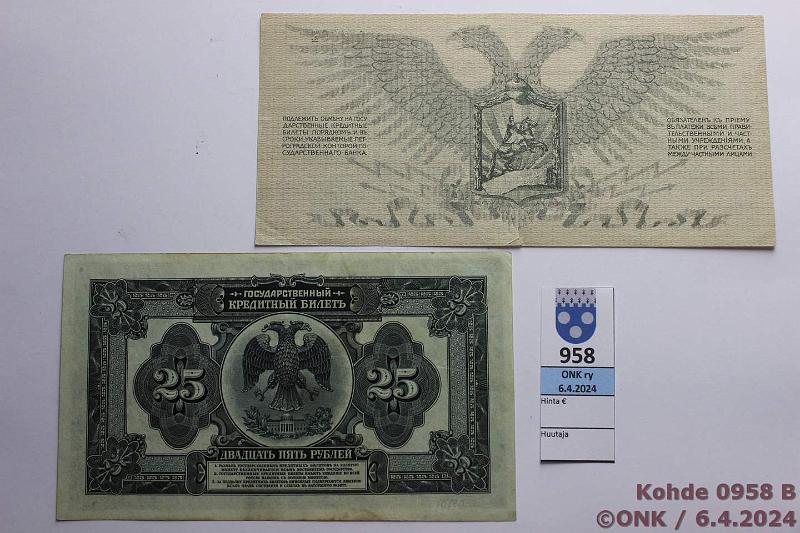 ПОДЛЕЖИТЪ ОБМѢНУ НА ГОСУ
ДАРСТВЕННЫЕ КРЕДИТНЫЕ
БИЛЕТЫ ПОРЯДКОМЪ И ВЪ
СРОКИ УКАЗЫВАЕМЫЕ ПЕТ
РОГРАДСКОЙ КОНТОРОЙ ГО
СУДАРСТВЕННАГО БАНКА.
ОБЯЗАТЕЛЕНЪ КЪ ПРІЕМУ
ВЪ ПЛАТЕЖИ ВСѢМИ ПРАВИ
ТЕЛЬСТВЕННЫМИ И ЧАСТ
НЫМИ УЧРЕЖДЕНІЯМИ, А
ТАКЖЕ ПРИ РАЗСЧЕТАХЪ
МЕЖДУ ЧАСТНЫМИ ЛИЦАМИ
ГОСУДАРСТВЕННЫЙ
КРЕДИТНЫЙ БИЛЕТЪ
25 25
ДВАДЦАТЬ ПЯТЬ РУБЛЕЙ
958
ONK ry
6.4.2024
Hinta €
Huutaja
Kohde 0958 B
©ONK / 6.4.2024